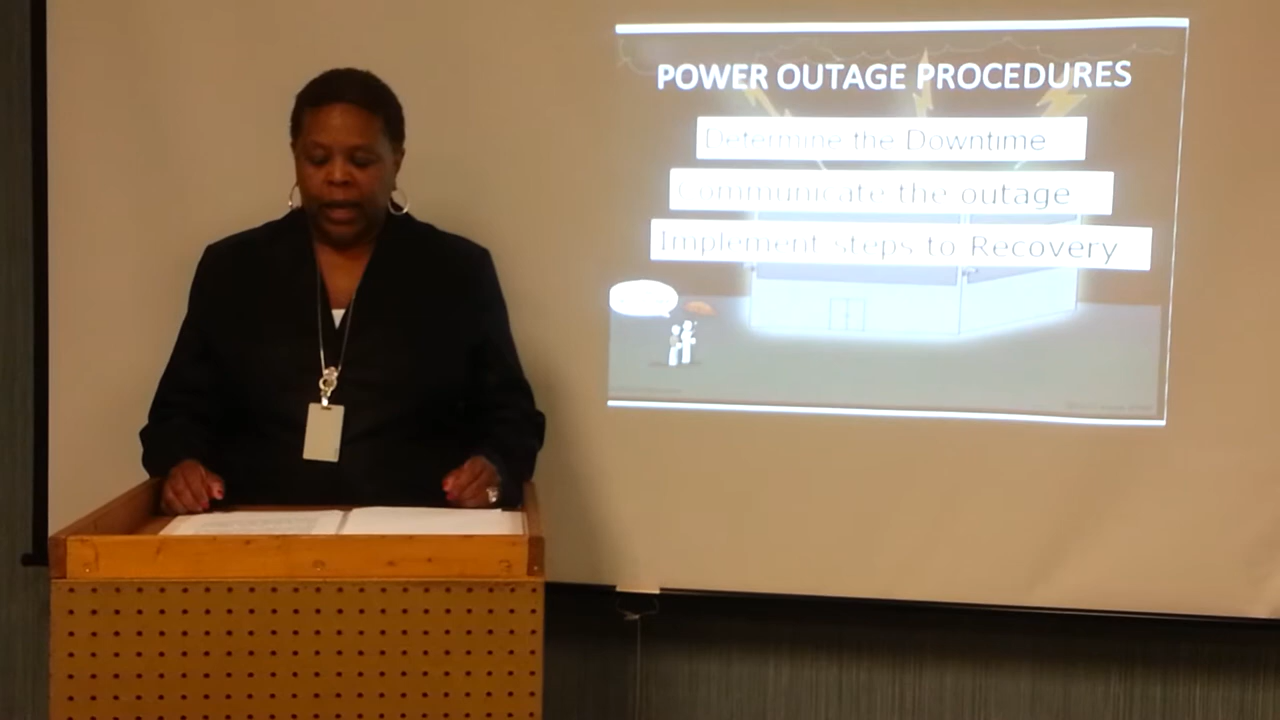 POWER OUTAGE PROCEDURES
Determine the Downtime
Communicate the outage
Implement steps to Recovery